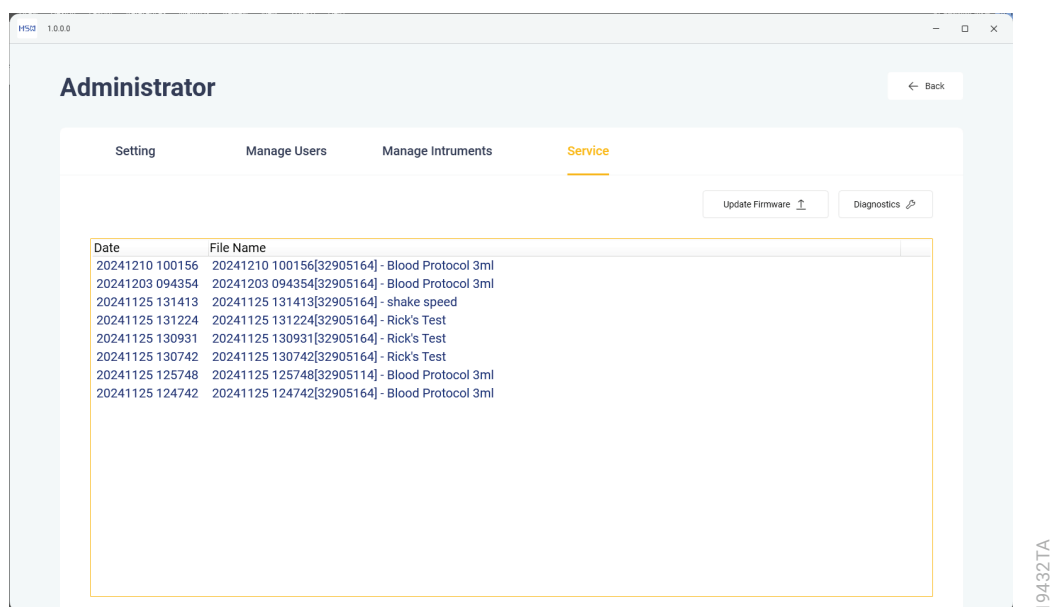 HSM 1.0.0.0
Administrator
← Back
Setting Manage Users Manage Intruments Service
Update Firmware Diagnostics
Date File Name
20241210 100156 20241210 100156[32905164] - Blood Protocol 3ml
20241203 094354 20241203 094354[32905164] - Blood Protocol 3ml
20241125 131413 20241125 131413[32905164] - shake speed
20241125 131224 20241125 131224[32905164] - Rick's Test
20241125 130931 20241125 130931[32905164] - Rick's Test
20241125 130742 20241125 130742[32905164] - Rick's Test
20241125 125748 20241125 125748[32905114] - Blood Protocol 3ml
20241125 124742 20241125 124742[32905164] - Blood Protocol 3ml
19432TA